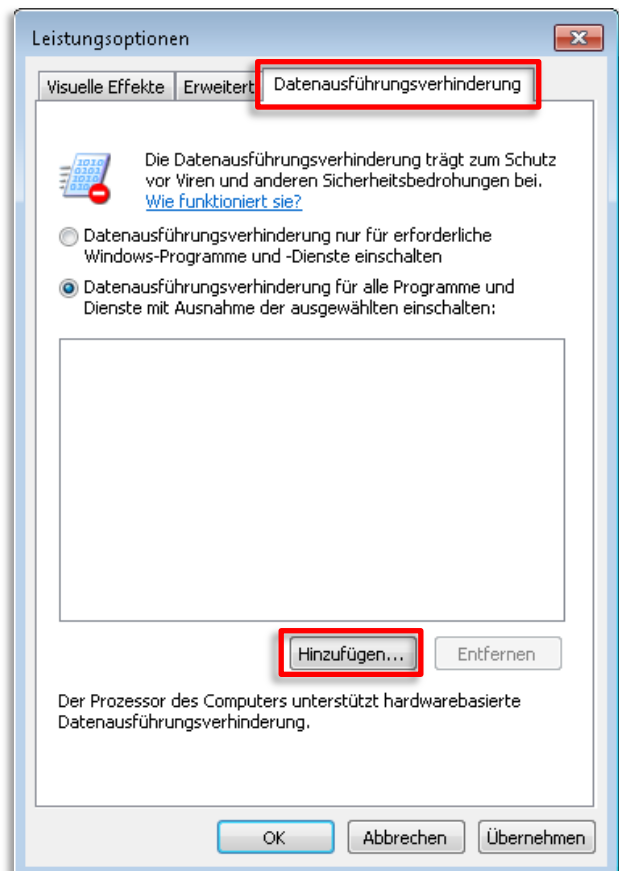 Leistungsoptionen
Visuelle Effekte Erweitert Datenausführungsverhinderung
Die Datenausführungsverhinderung trägt zum Schutz
vor Viren und anderen Sicherheitsbedrohungen bei.
Wie funktioniert sie?
Datenausführungsverhinderung nur für erforderliche
Windows-Programme und -Dienste einschalten
Datenausführungsverhinderung für alle Programme und
Dienste mit Ausnahme der ausgewählten einschalten:
Hinzufügen... Entfernen
Der Prozessor des Computers unterstützt hardwarebasierte
Datenausführungsverhinderung.
OK Abbrechen Übernehmen